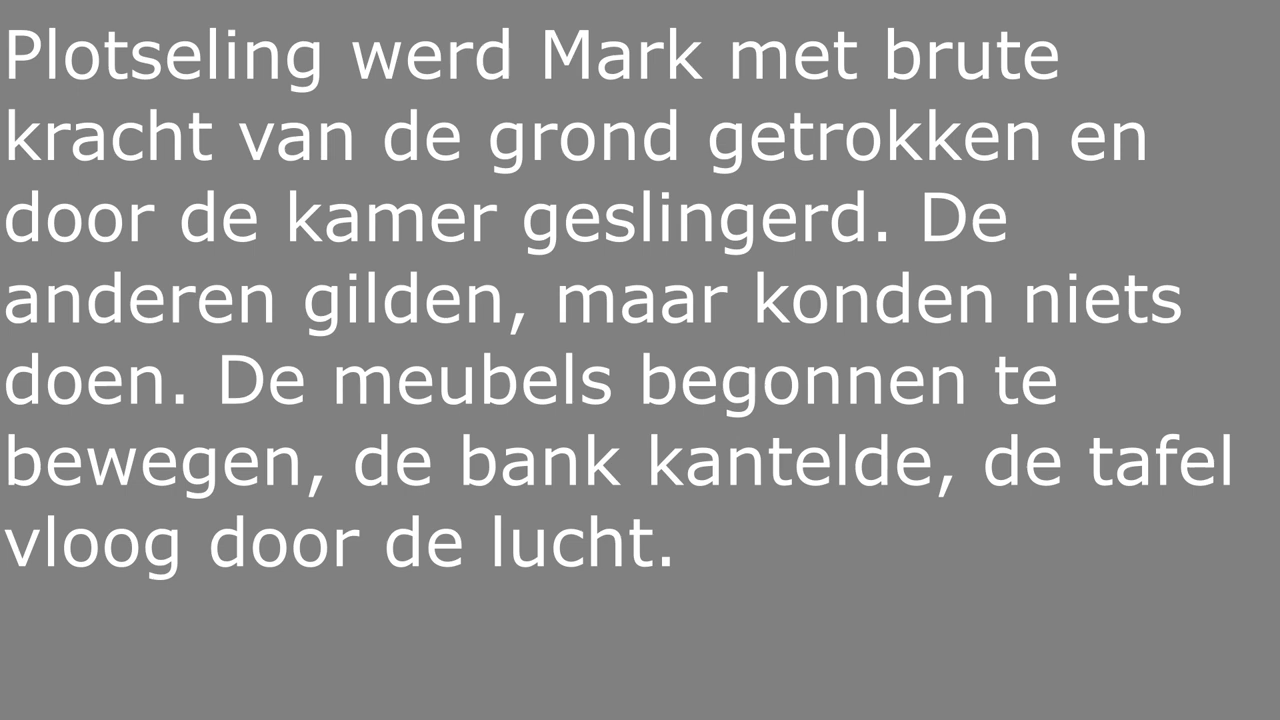 Plotseling werd Mark met brute
kracht van de grond getrokken en
door de kamer geslingerd. De
anderen gilden, maar konden niets
doen. De meubels begonnen te
bewegen, de bank kantelde, de tafel
vloog door de lucht.